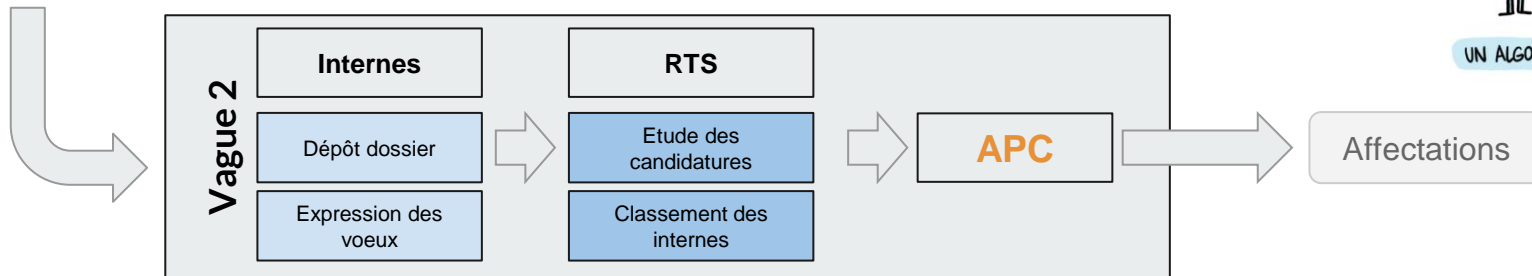 Vague 2
Internes
RTS
UN ALGO
Dépôt dossier
Etude des
candidatures
APC
Affectations
Expression des
voeux
Classement des
internes